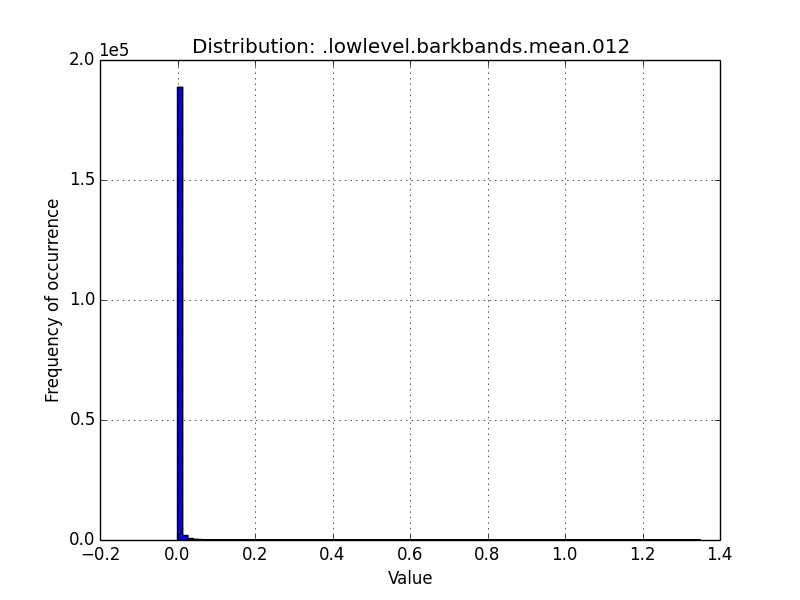 Distribution: .lowlevel.barkbands.mean.012
1e5
2.0
1.5
1.0
0.5
0.0
Frequency of occurrence
−0.2 0.0 0.2 0.4 0.6 0.8 1.0 1.2 1.4
Value